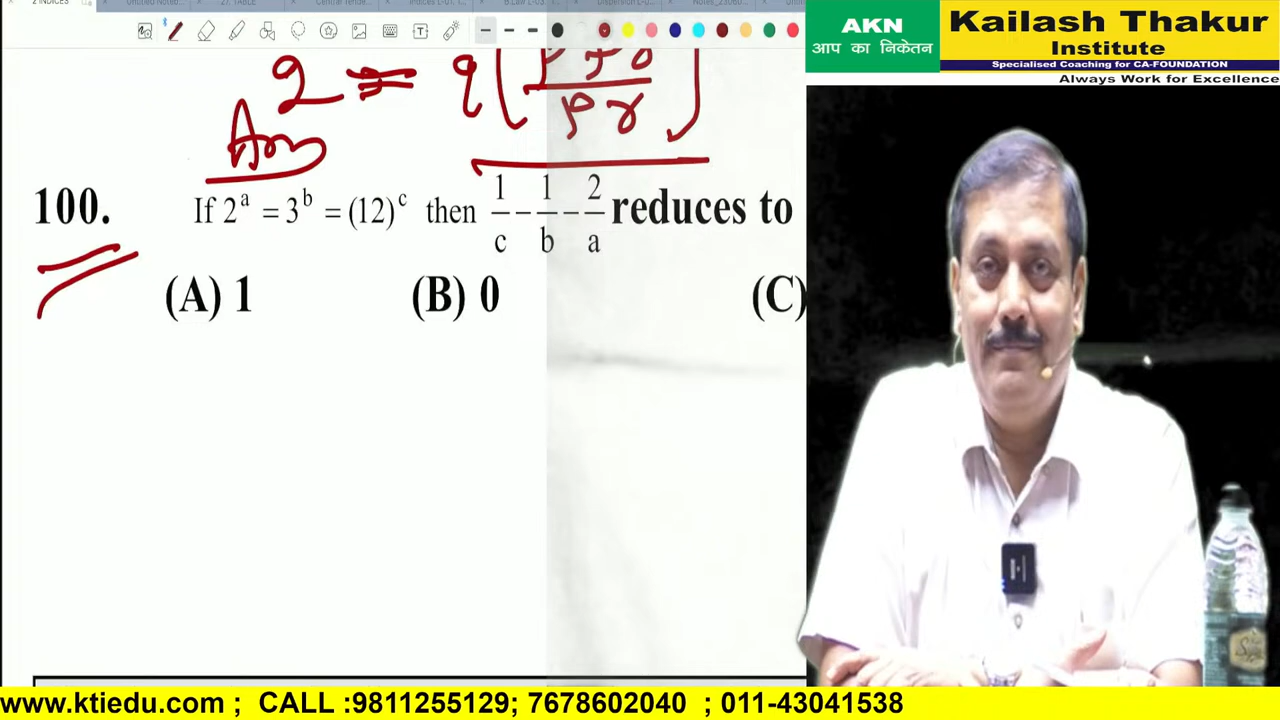 2 INDICES
AKN
आप का निकेतन
Kailash Thakur
Institute
Specialised Coaching for CA-FOUNDATION
Always Work for Excellence
2 = q
Ans
100. If 2^a = 3^b = (12)^c then 1/c − 1/b − 2/a reduces to
(A) 1 (B) 0 (C)
www.ktiedu.com ; CALL :9811255129; 7678602040 ; 011-43041538